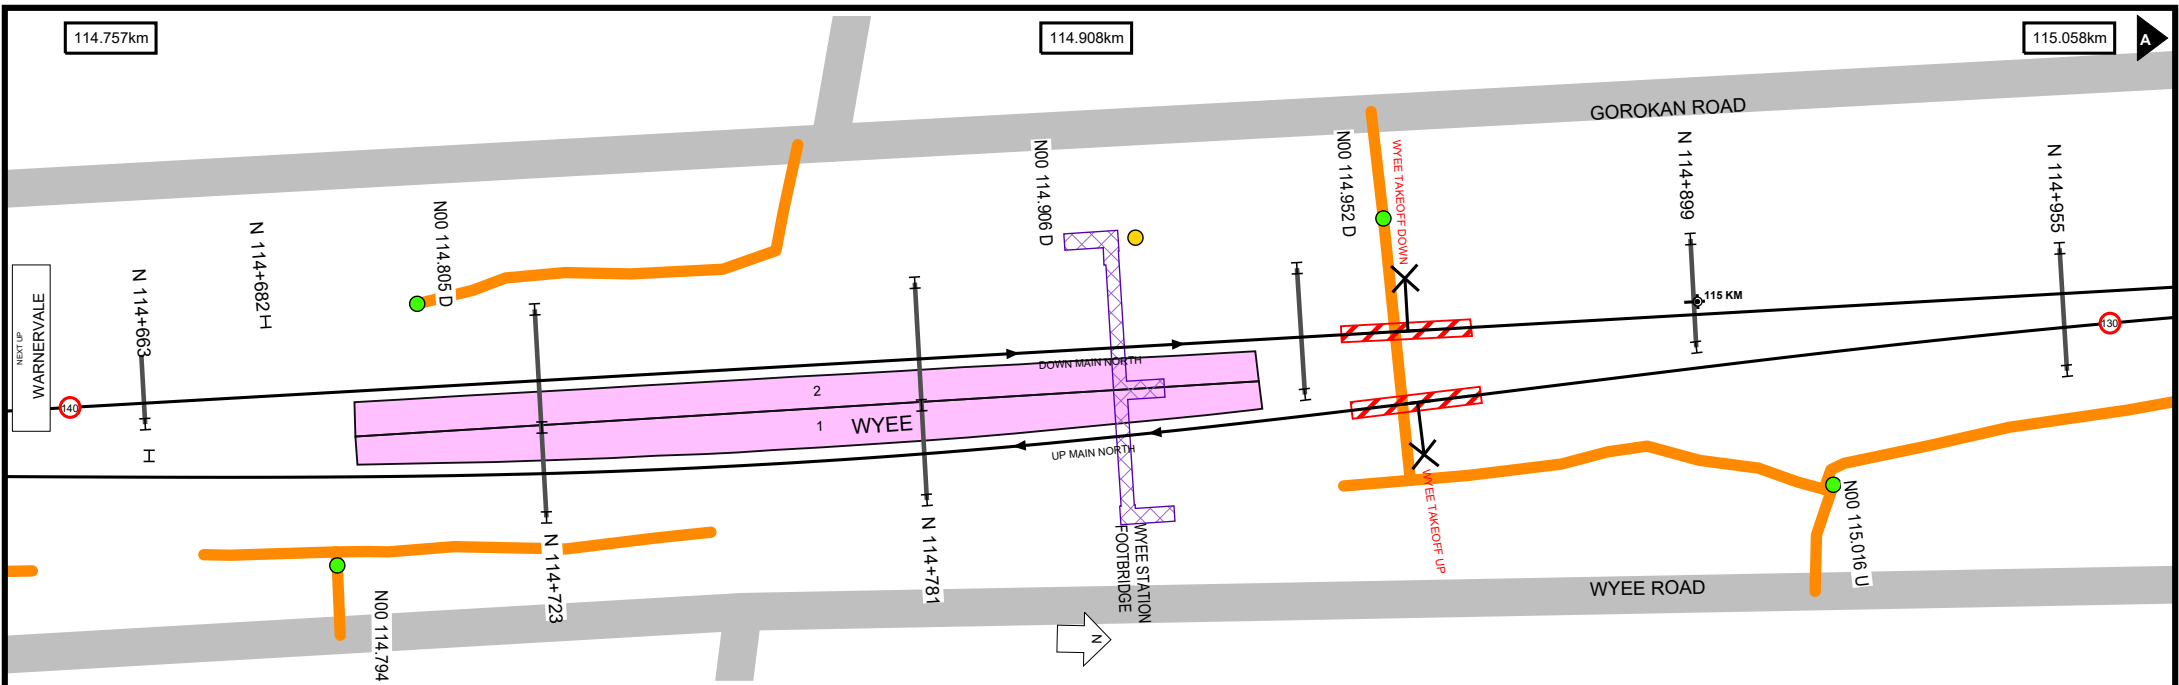 114.757km
114.908km
115.058km
A
GOROKAN ROAD
N 114+663
N 114+682 H
N00 114.805 D
N00 114.906 D
N00 114.952 D
WYEE TAKEOFF DOWN
N 114+899
N 114+955
115 KM
NEXT UP
WARNERVALE
140
130
DOWN MAIN NORTH
2
1
WYEE
UP MAIN NORTH
WYEE TAKEOFF UP
N00 115.016 U
N 114+723
N 114+781
WYEE STATION
FOOTBRIDGE
WYEE ROAD
N00 114.794
N